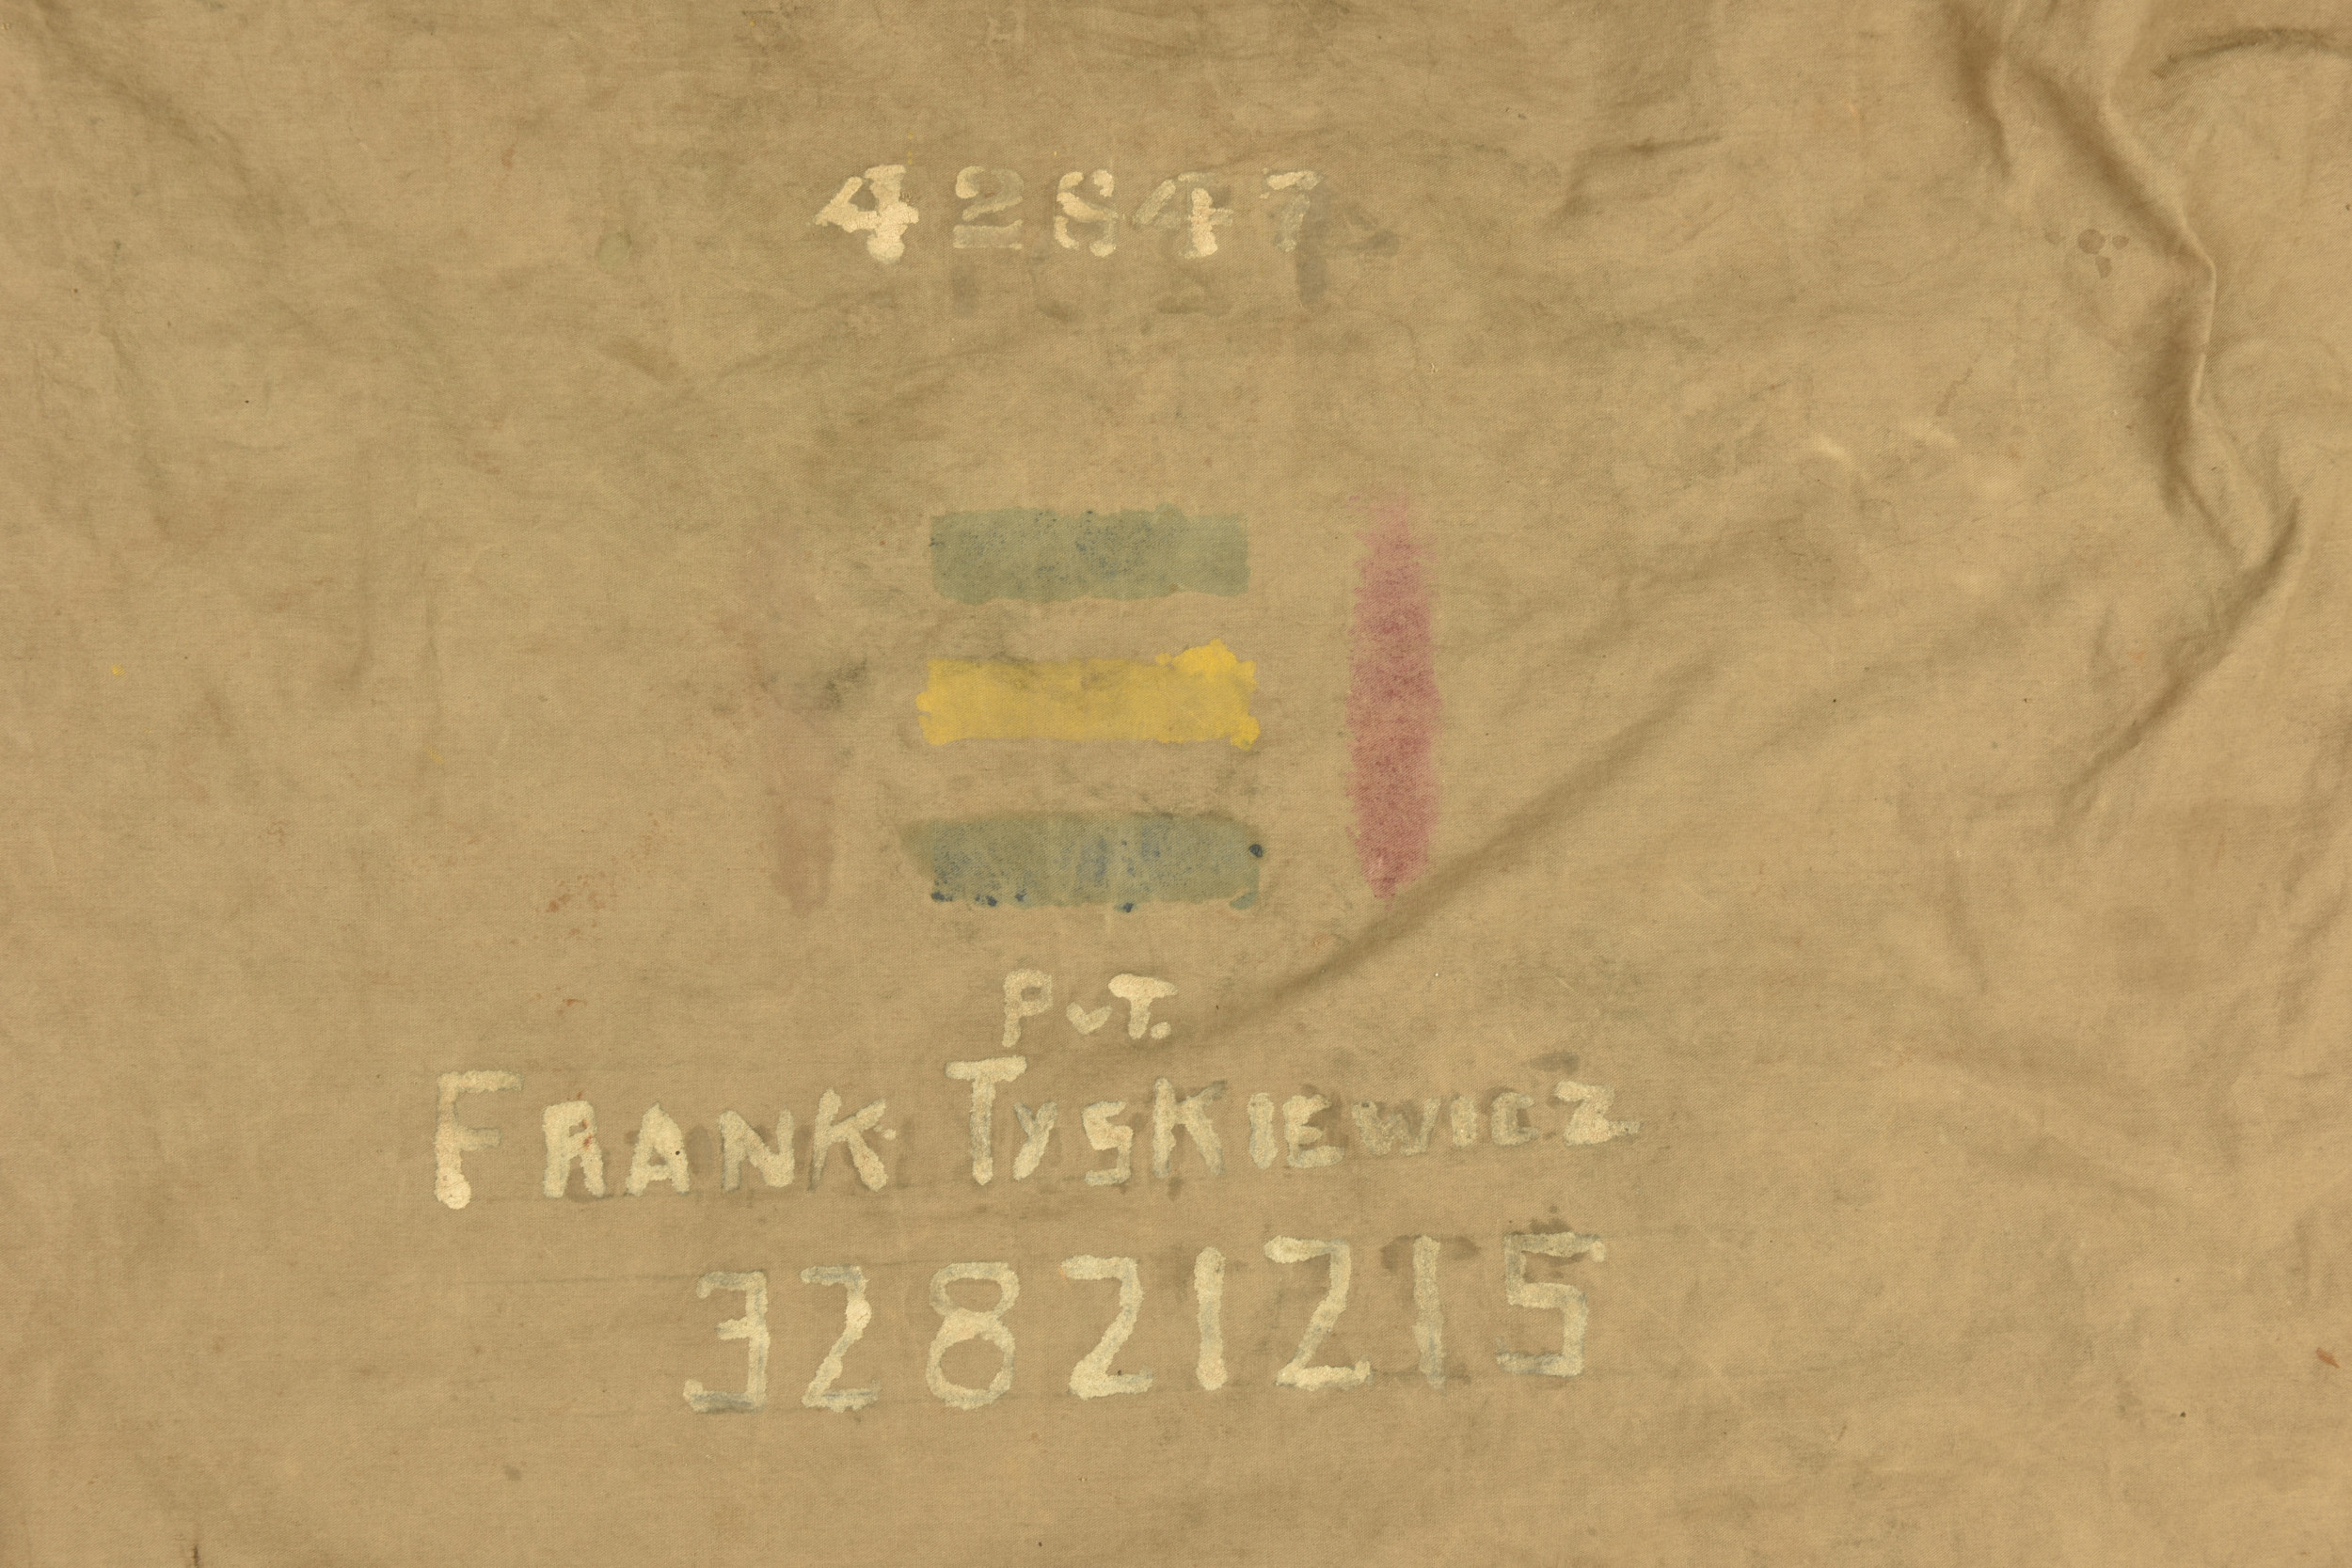 42847
PvT.
FRANK TYSKIEWICZ
32821215